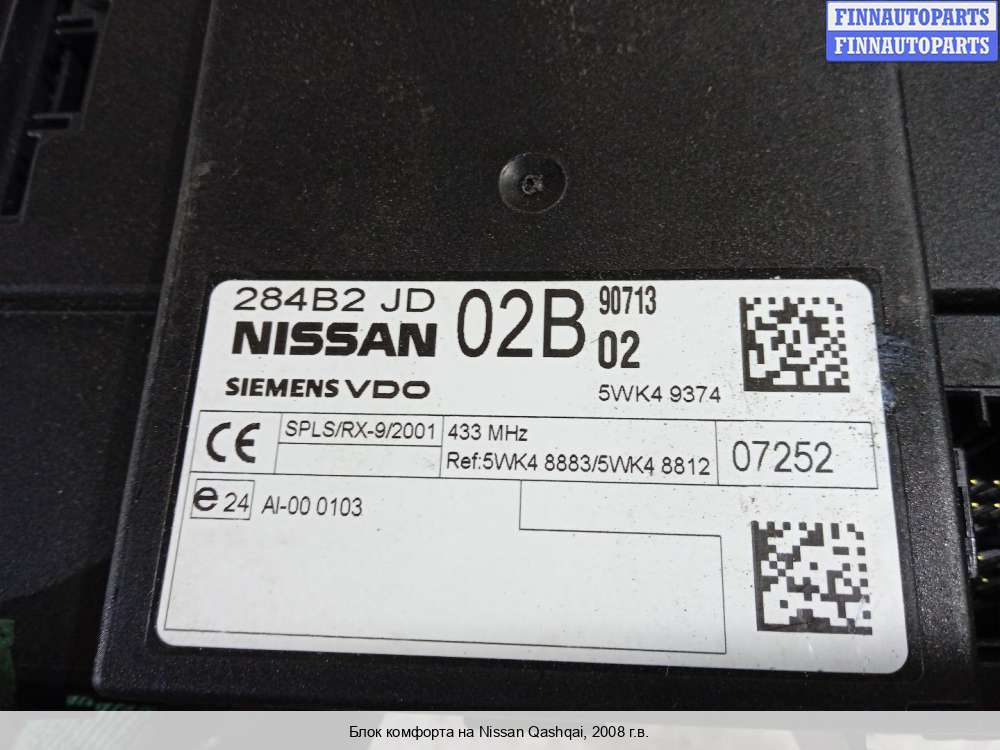 FINNAUTOPARTS
FINNAUTOPARTS
284B2 JD 02B 90713
NISSAN 02
SIEMENS VDO 5WK4 9374
CE SPLS/RX-9/2001 433 MHz
Ref:5WK4 8883/5WK4 8812 07252
e24 AI-00 0103
Блок комфорта на Nissan Qashqai, 2008 г.в.